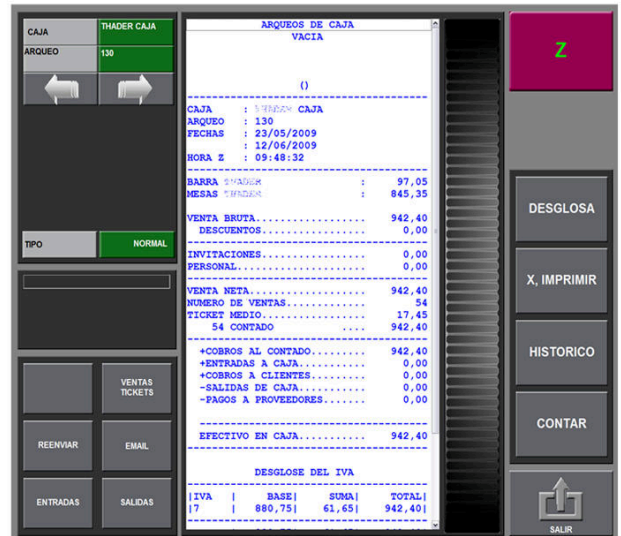 CAJA THADER CAJA
ARQUEO 130
TIPO NORMAL
VENTAS
TICKETS
REENVIAR EMAIL
ENTRADAS SALIDAS
ARQUEOS DE CAJA
VACIA
()
CAJA : THADER CAJA
ARQUEO : 130
FECHAS : 23/05/2009
: 12/06/2009
HORA Z : 09:48:32
BARRA THADER : 97,05
MESAS THADER : 845,35
VENTA BRUTA.................. 942,40
DESCUENTOS................. 0,00
INVITACIONES................. 0,00
PERSONAL..................... 0,00
VENTA NETA................... 942,40
NUMERO DE VENTAS............. 54
TICKET MEDIO................. 17,45
54 CONTADO .... 942,40
+COBROS AL CONTADO......... 942,40
+ENTRADAS A CAJA........... 0,00
+COBROS A CLIENTES......... 0,00
-SALIDAS DE CAJA........... 0,00
-PAGOS A PROVEEDORES....... 0,00
EFECTIVO EN CAJA........... 942,40
DESGLOSE DEL IVA
|IVA | BASE| SUMA| TOTAL|
|7 | 880,75| 61,65| 942,40|
Z
DESGLOSA
X, IMPRIMIR
HISTORICO
CONTAR
SALIR